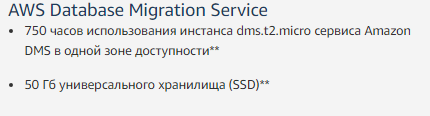 AWS Database Migration Service
• 750 часов использования инстанса dms.t2.micro сервиса Amazon
DMS в одной зоне доступности**
• 50 Гб универсального хранилища (SSD)**